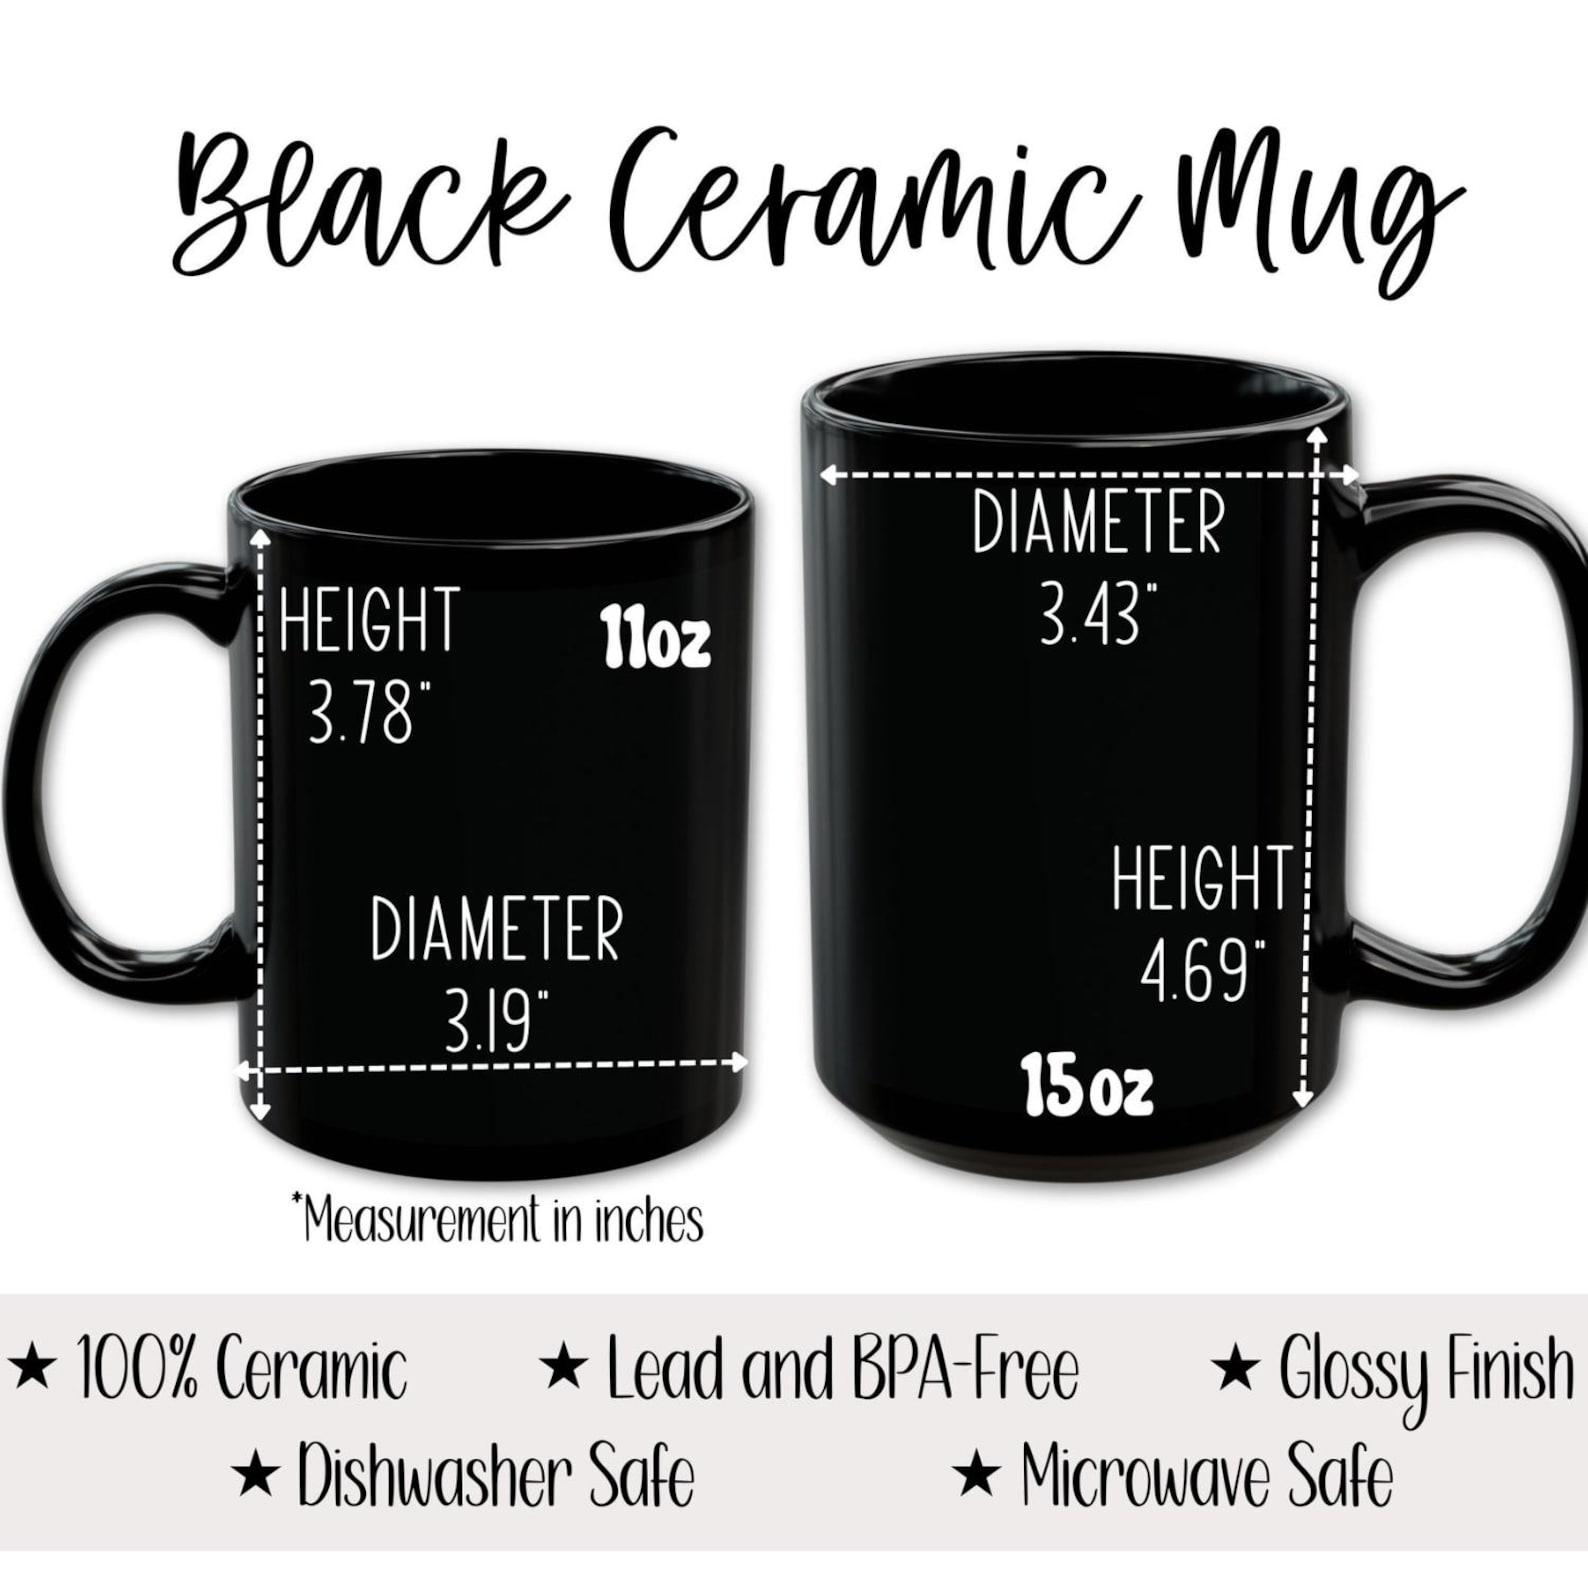 Black Ceramic Mug
HEIGHT
3.78"
11oz
DIAMETER
3.19"
DIAMETER
3.43"
HEIGHT
4.69"
15oz
*Measurement in inches
★ 100% Ceramic
★ Lead and BPA-Free
★ Glossy Finish
★ Dishwasher Safe
★ Microwave Safe